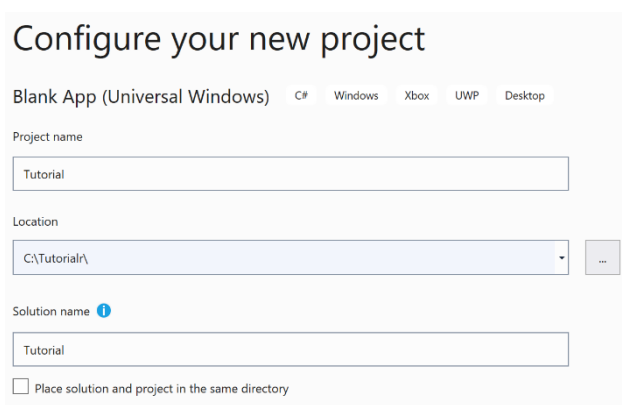 Configure your new project
Blank App (Universal Windows) C# Windows Xbox UWP Desktop
Project name
Tutorial
Location
C:\Tutorialr\
...
Solution name
Tutorial
Place solution and project in the same directory